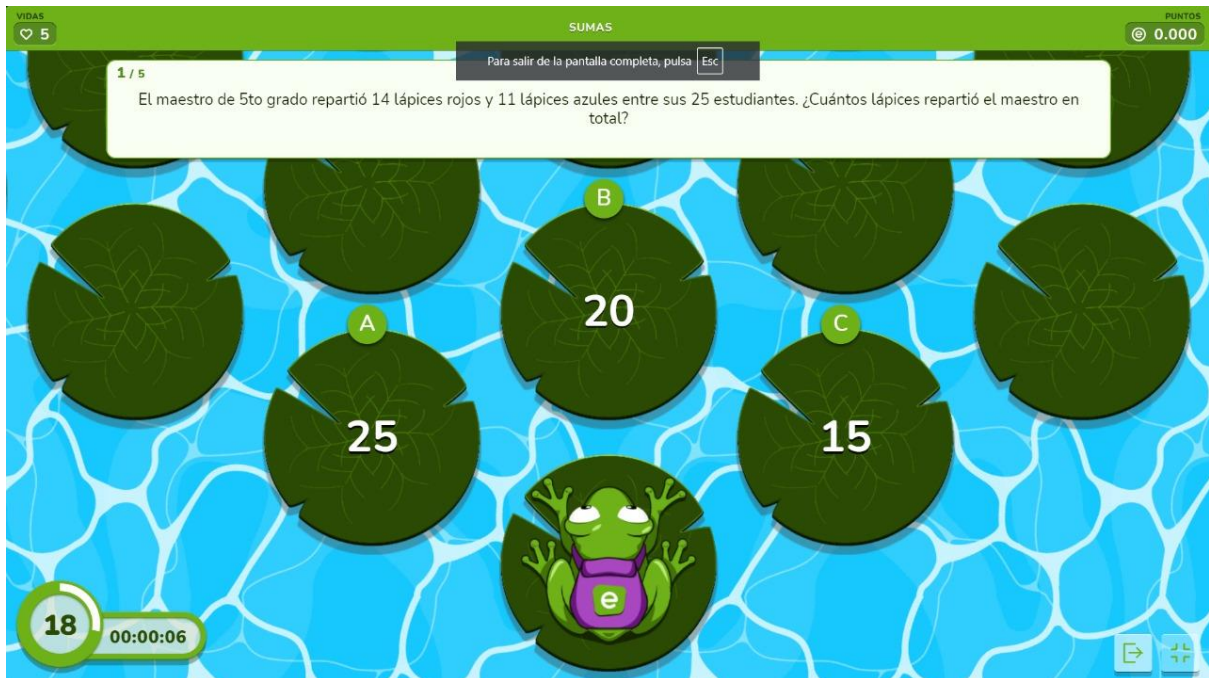 VIDAS
5
SUMAS
PUNTOS
e 0.000
Para salir de la pantalla completa, pulsa Esc
1 / 5
El maestro de 5to grado repartió 14 lápices rojos y 11 lápices azules entre sus 25 estudiantes. ¿Cuántos lápices repartió el maestro en
total?
B
20
A
25
C
15
e
18
00:00:06